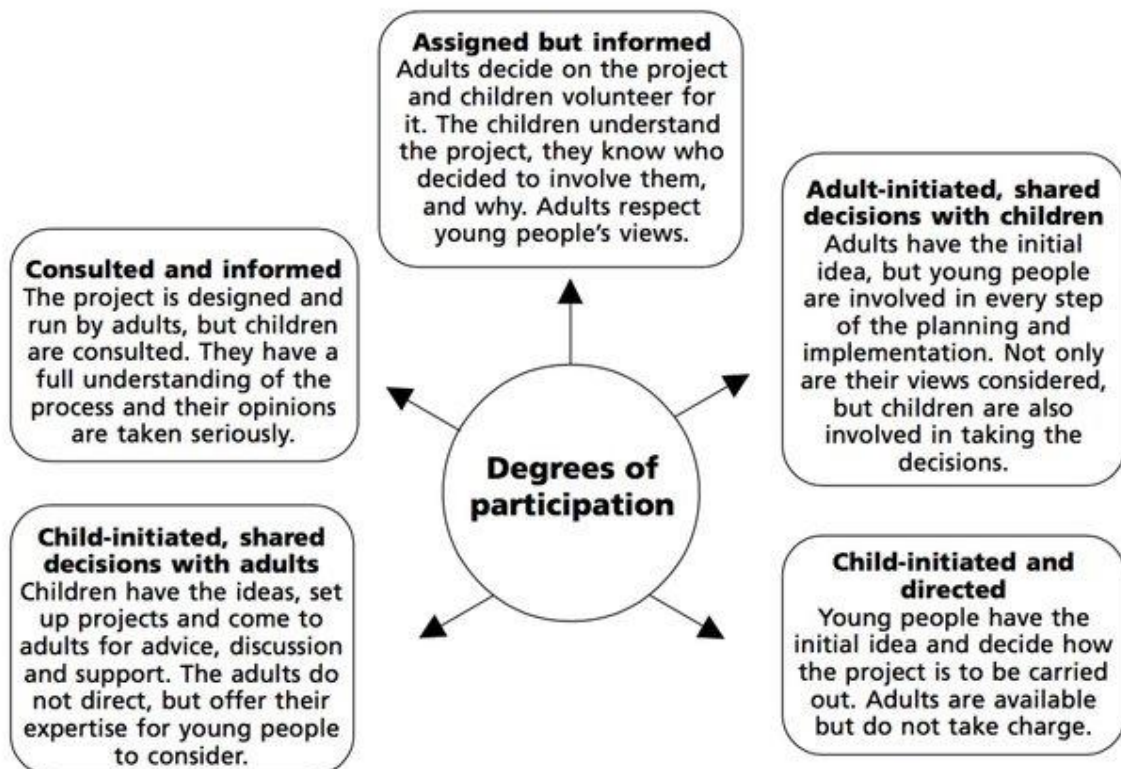 Assigned but informed
Adults decide on the project
and children volunteer for
it. The children understand
the project, they know who
decided to involve them,
and why. Adults respect
young people's views.
Adult-initiated, shared
decisions with children
Adults have the initial
idea, but young people
are involved in every step
of the planning and
implementation. Not only
are their views considered,
but children are also
involved in taking the
decisions.
Consulted and informed
The project is designed and
run by adults, but children
are consulted. They have a
full understanding of the
process and their opinions
are taken seriously.
Degrees of
participation
Child-initiated, shared
decisions with adults
Children have the ideas, set
up projects and come to
adults for advice, discussion
and support. The adults do
not direct, but offer their
expertise for young people
to consider.
Child-initiated and
directed
Young people have the
initial idea and decide how
the project is to be carried
out. Adults are available
but do not take charge.